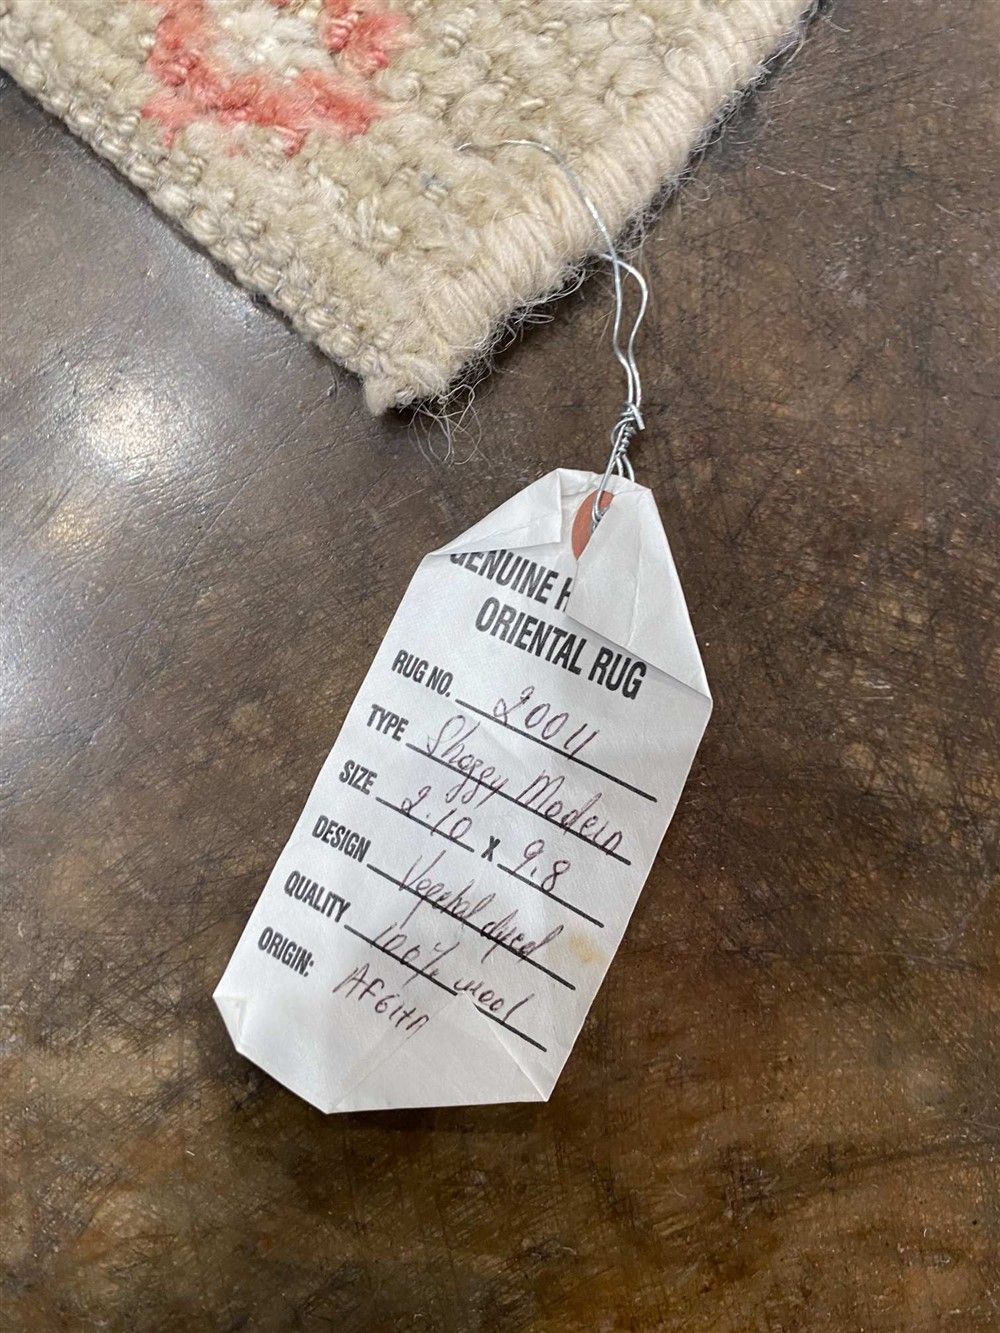 GENUINE H
ORIENTAL RUG
RUG NO. 2004
TYPE Shaggy Modern
SIZE 2.10 X 9.8
DESIGN Vegetal dyed
QUALITY 100% wool
ORIGIN: AFGHN